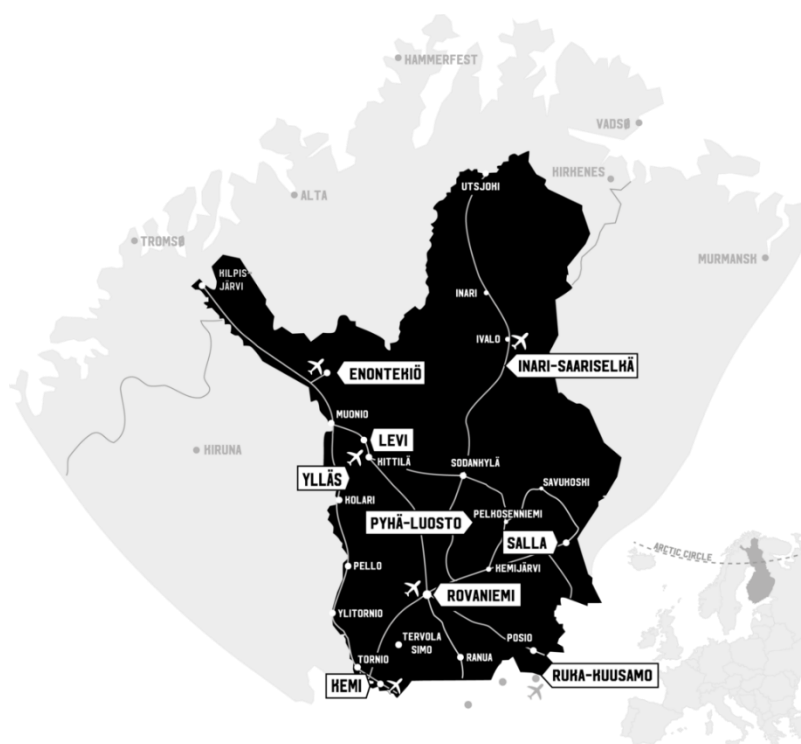 HAMMERFEST
VADSØ
KIRKENES
UTSJOKI
ALTA
TROMSØ
MURMANSK
KILPIS-
JÄRVI
INARI
IVALO
INARI-SAARISELKÄ
ENONTEKIÖ
MUONIO
LEVI
KIRUNA
KITTILÄ
SODANKYLÄ
YLLÄS
SAVUKOSKI
KOLARI
PELKOSENNIEMI
PYHÄ-LUOSTO
SALLA
ARCTIC CIRCLE
PELLO
KEMIJÄRVI
ROVANIEMI
YLITORNIO
TERVOLA
SIMO
POSIO
TORNIO
RANUA
RUKA-KUUSAMO
KEMI